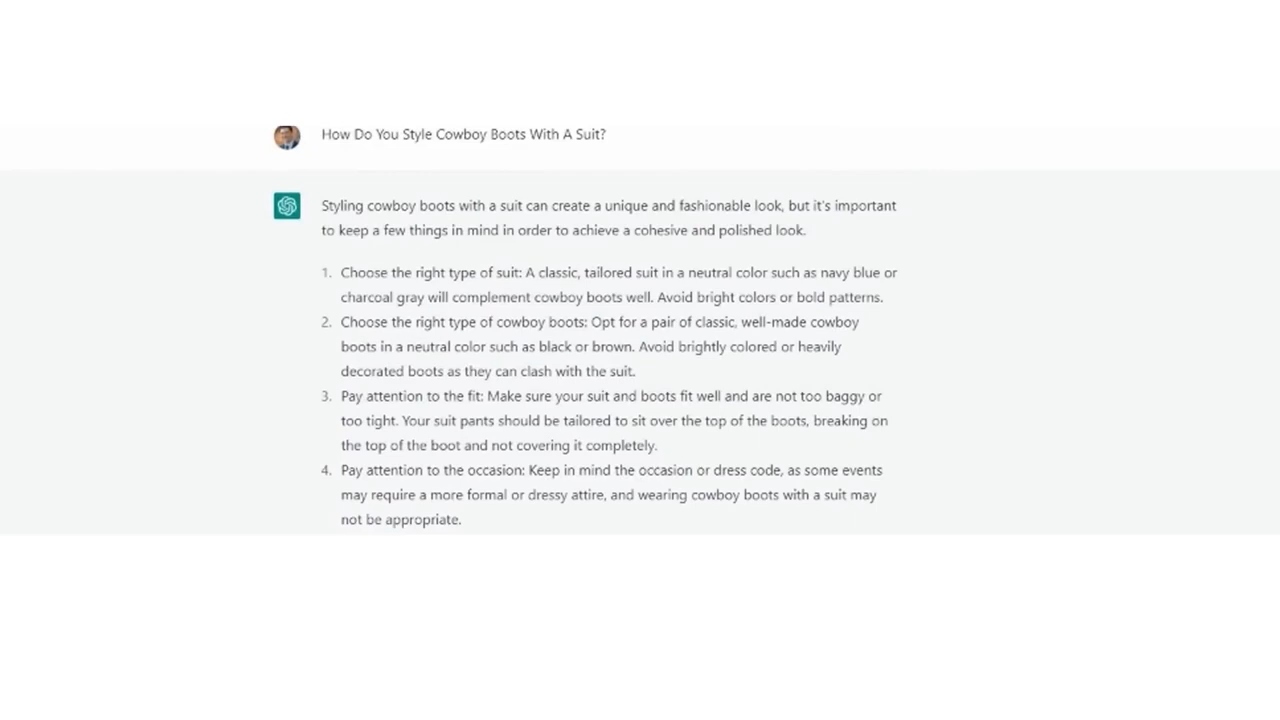 How Do You Style Cowboy Boots With A Suit?
Styling cowboy boots with a suit can create a unique and fashionable look, but it's important
to keep a few things in mind in order to achieve a cohesive and polished look.
1. Choose the right type of suit: A classic, tailored suit in a neutral color such as navy blue or
charcoal gray will complement cowboy boots well. Avoid bright colors or bold patterns.
2. Choose the right type of cowboy boots: Opt for a pair of classic, well-made cowboy
boots in a neutral color such as black or brown. Avoid brightly colored or heavily
decorated boots as they can clash with the suit.
3. Pay attention to the fit: Make sure your suit and boots fit well and are not too baggy or
too tight. Your suit pants should be tailored to sit over the top of the boots, breaking on
the top of the boot and not covering it completely.
4. Pay attention to the occasion: Keep in mind the occasion or dress code, as some events
may require a more formal or dressy attire, and wearing cowboy boots with a suit may
not be appropriate.